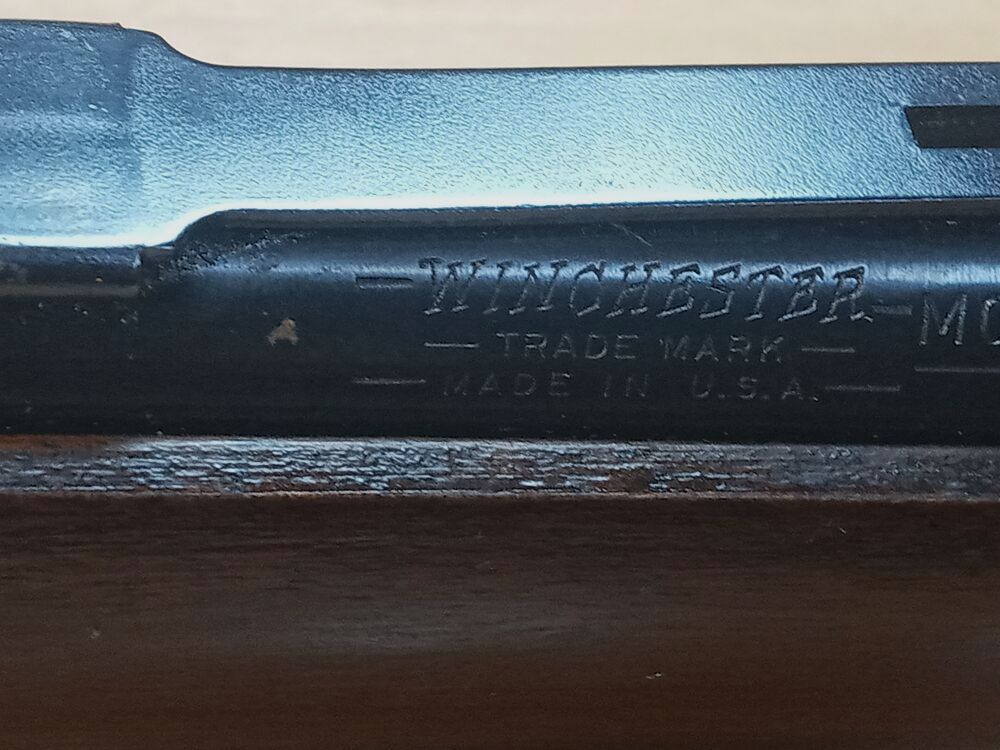 —WINCHESTER—
—TRADE MARK—
—MADE IN U.S.A.—